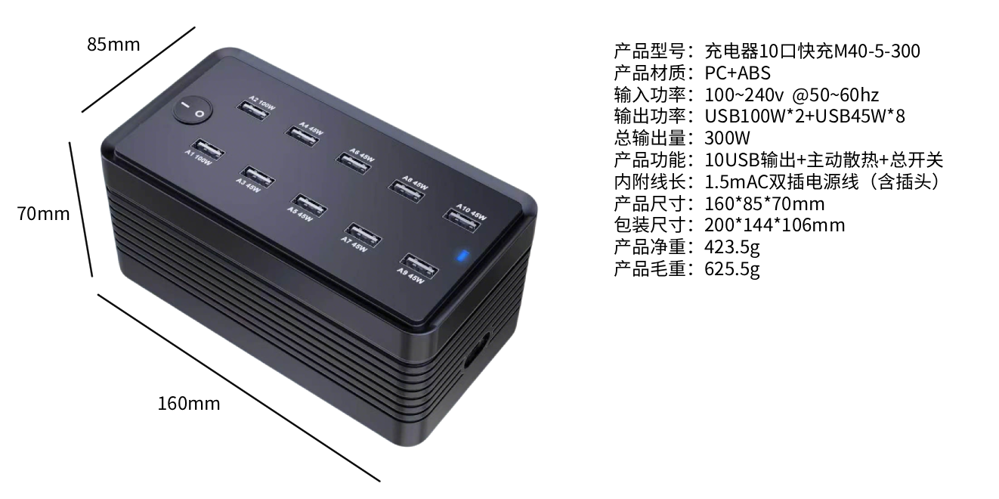 85mm
70mm
160mm
A2 100W
A4 45W
A6 45W
A8 45W
A10 45W
A1 100W
A3 45W
A5 45W
A7 45W
A9 45W
产品型号：充电器10口快充M40-5-300
产品材质：PC+ABS
输入功率：100~240v @50~60hz
输出功率：USB100W*2+USB45W*8
总输出量：300W
产品功能：10USB输出+主动散热+总开关
内附线长：1.5mAC双插电源线（含插头）
产品尺寸：160*85*70mm
包装尺寸：200*144*106mm
产品净重：423.5g
产品毛重：625.5g